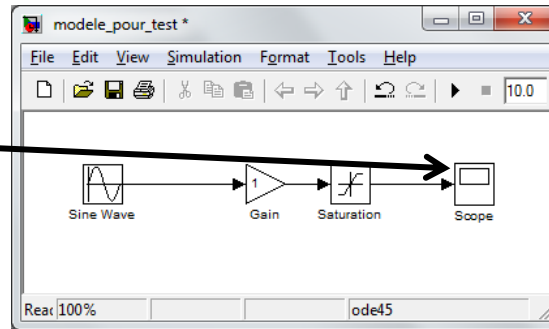 modele_pour_test *
File Edit View Simulation Format Tools Help
10.0
1
Sine Wave Gain Saturation Scope
Reac 100% ode45